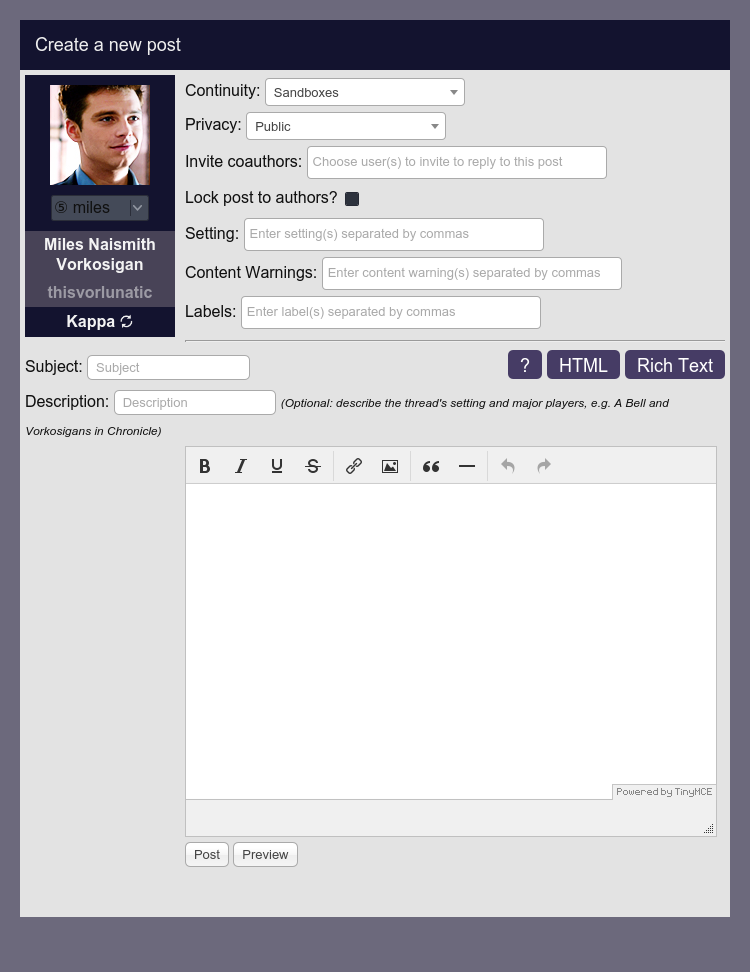 Create a new post
Continuity: Sandboxes
Privacy: Public
Invite coauthors: Choose user(s) to invite to reply to this post
Lock post to authors?
⑤ miles
Setting: Enter setting(s) separated by commas
Miles Naismith
Vorkosigan
Content Warnings: Enter content warning(s) separated by commas
thisvorlunatic
Labels: Enter label(s) separated by commas
Kappa
Subject: Subject
? HTML Rich Text
Description: Description (Optional: describe the thread's setting and major players, e.g. A Bell and
Vorkosigans in Chronicle)
B I U S
Powered by TinyMCE
Post Preview